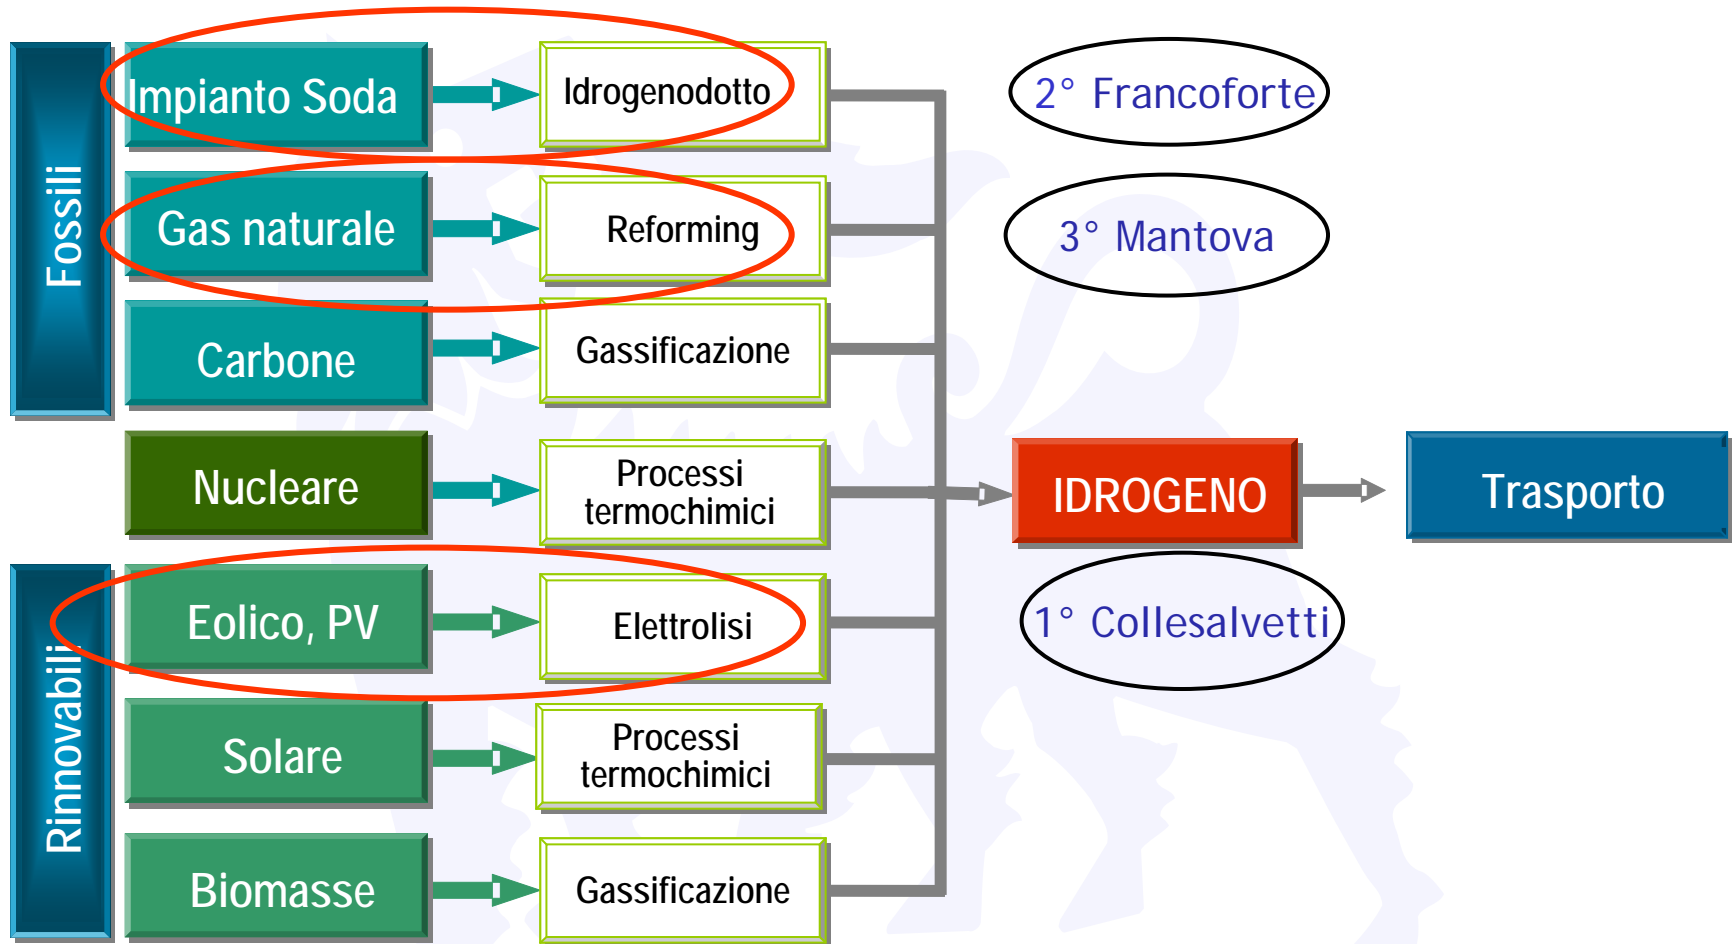 Fossili
Impianto Soda
Idrogenodotto
2° Francoforte
Gas naturale
Reforming
3° Mantova
Carbone
Gassificazione
Nucleare
Processi
termochimici
IDROGENO
Trasporto
Rinnovabili
Eolico, PV
Elettrolisi
1° Collesalvetti
Solare
Processi
termochimici
Biomasse
Gassificazione